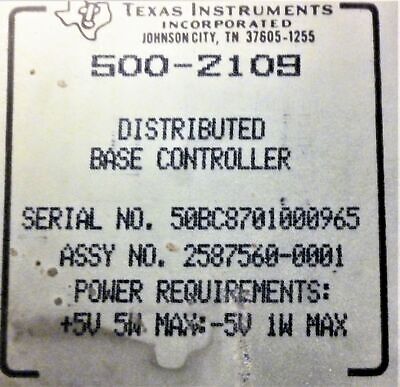 TEXAS INSTRUMENTS
INCORPORATED
JOHNSON CITY, TN 37605-1255
500-2109
DISTRIBUTED
BASE CONTROLLER
SERIAL NO. 50BC8701000965
ASSY NO. 2587560-0001
POWER REQUIREMENTS:
+5V 5W MAX:-5V 1W MAX